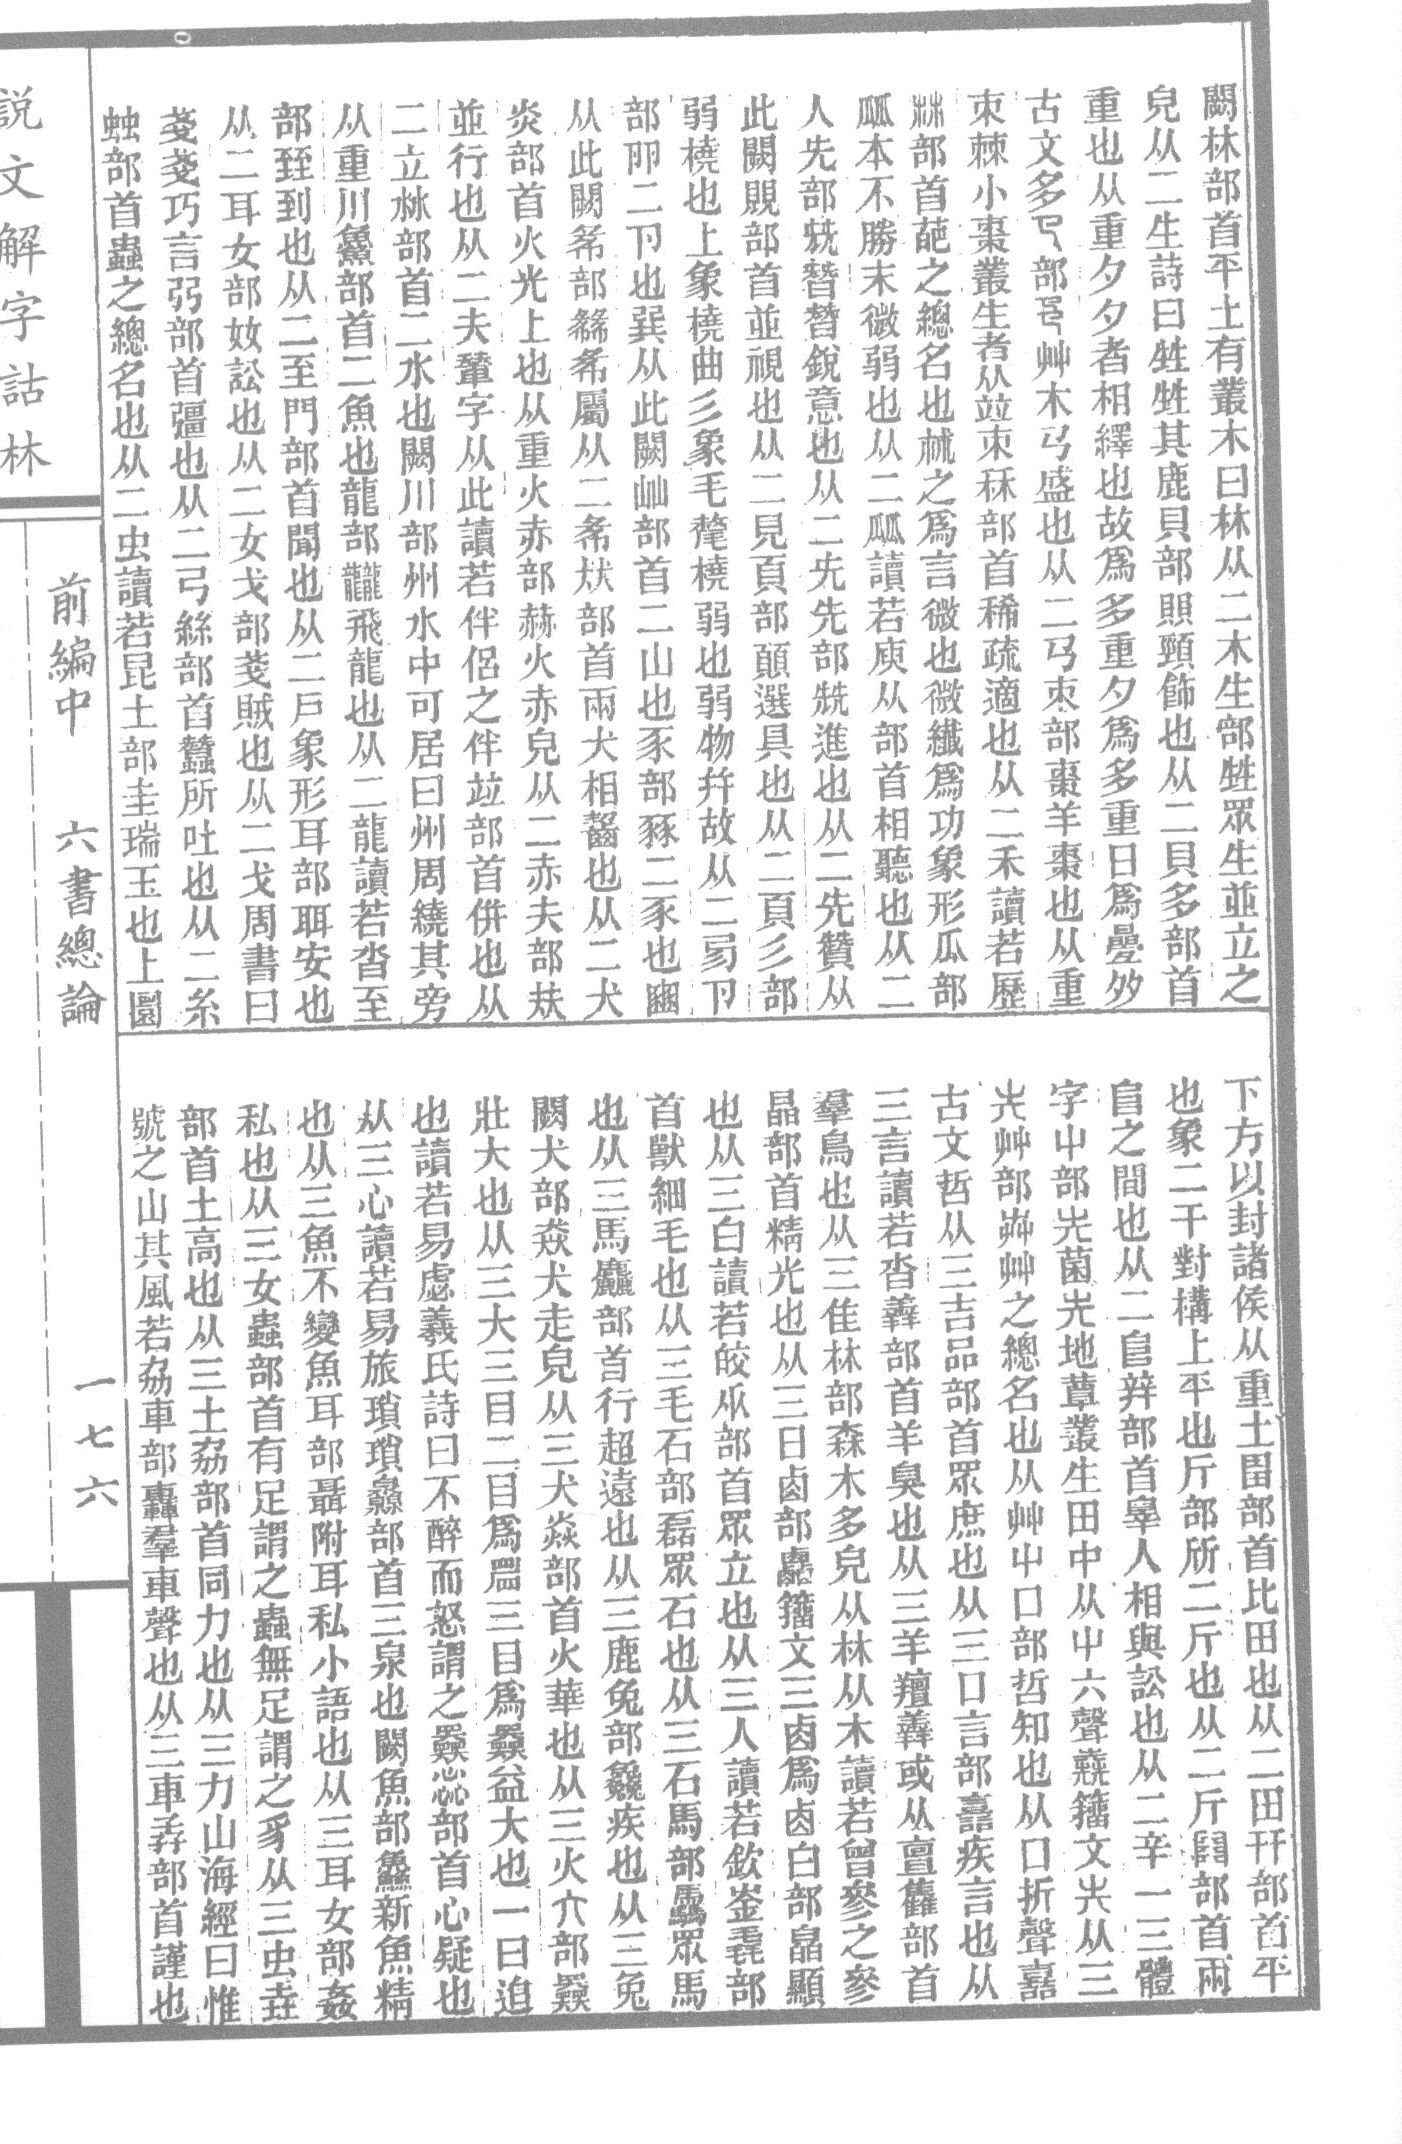 闕林部首平土有叢木曰林从二木生部甡眾生並立之
皃从二生詩曰甡甡其鹿貝部賏頸飾也从二貝多部首
重也从重夕夕者相繹也故爲多重夕爲多重日爲曡𡖇
古文多𢎘部𢎜艸木𢎘盛也从二𢎘朿部棗羊棗也从重
朿棘小棗叢生者从竝朿秝部首稀疏適也从二禾讀若歷
𣏟部首葩之總名也𣏟之爲言微也微纖爲功象形瓜部
㼌本不勝末微弱也从二瓜讀若庾从部首相聽也从二
人兂部兓朁朁銳意也从二兂先部兟進也从二先贊从
此闕覞部首並視也从二見頁部顨選具也从二頁彡部
弱橈也上象橈曲彡象毛氂橈弱也弱物幷故从二㢱卪
部𠨎二卪也巽从此闕屾部首二山也豕部豩二豕也豳
从此闕㣇部𢑥㣇屬从二㣇㹜部首兩犬相齧也从二犬
炎部首火光上也从重火赤部赫火赤皃从二赤夫部㚘
並行也从二夫輦字从此讀若伴侶之伴竝部首併也从
二立沝部首二水也闕川部州水中可居曰州周繞其旁
从重川䲆部首二魚也龍部龖飛龍也从二龍讀若沓至
部臸到也从二至門部首聞也从二戶象形耳部聑安也
从二耳女部奻訟也从二女戈部戔賊也从二戈周書曰
戔戔巧言弜部首彊也从二弓絲部首蠶所吐也从二糸
䖵部首蟲之總名也从二虫讀若昆土部圭瑞玉也上圜
下方以封諸侯从重土畕部首比田也从二田幵部首平
也象二干對構上平也斤部斦二斤也从二斤𨺅部首兩
𨸏之間也从二𨸏辡部首辠人相與訟也从二辛一三體
字屮部𡴆菌𡴆地蕈叢生田中从屮六聲𦸣籒文𡴆从三
𡴆艸部芔艸之總名也从艸屮口部哲知也从口折聲嚞
古文哲从三吉品部首眾庶也从三口言部譶疾言也从
三言讀若沓羴部首羊臭也从三羊羶羴或从亶雥部首
羣鳥也从三隹林部森木多皃从林从木讀若曾參之參
晶部首精光也从三日鹵部𠧪籒文三鹵爲鹵白部皛顯
也从三白讀若皎㐺部首眾立也从三人讀若欽崟毳部
首獸細毛也从三毛石部磊眾石也从三石馬部驫眾馬
也从三馬麤部首行超遠也从三鹿兔部鱻疾也从三兔
闕犬部猋犬走皃从三犬焱部首火華也从三火亣部奰
壯大也从三大三目二目爲𥅆三目爲奰益大也一曰迫
也讀若易虙羲氏詩曰不醉而怒謂之奰惢部首心疑也
从三心讀若易旅瑣瑣灥部首三泉也闕魚部鱻新魚精
也从三魚不變魚耳部聶附耳私小語也从三耳女部姦
私也从三女蟲部首有足謂之蟲無足謂之豸从三虫垚
部首土高也从三土劦部首同力也从三力山海經曰惟
號之山其風若劦車部轟羣車聲也从三車孨部首謹也
説文解字詁林
前編中　六書總論
一七六